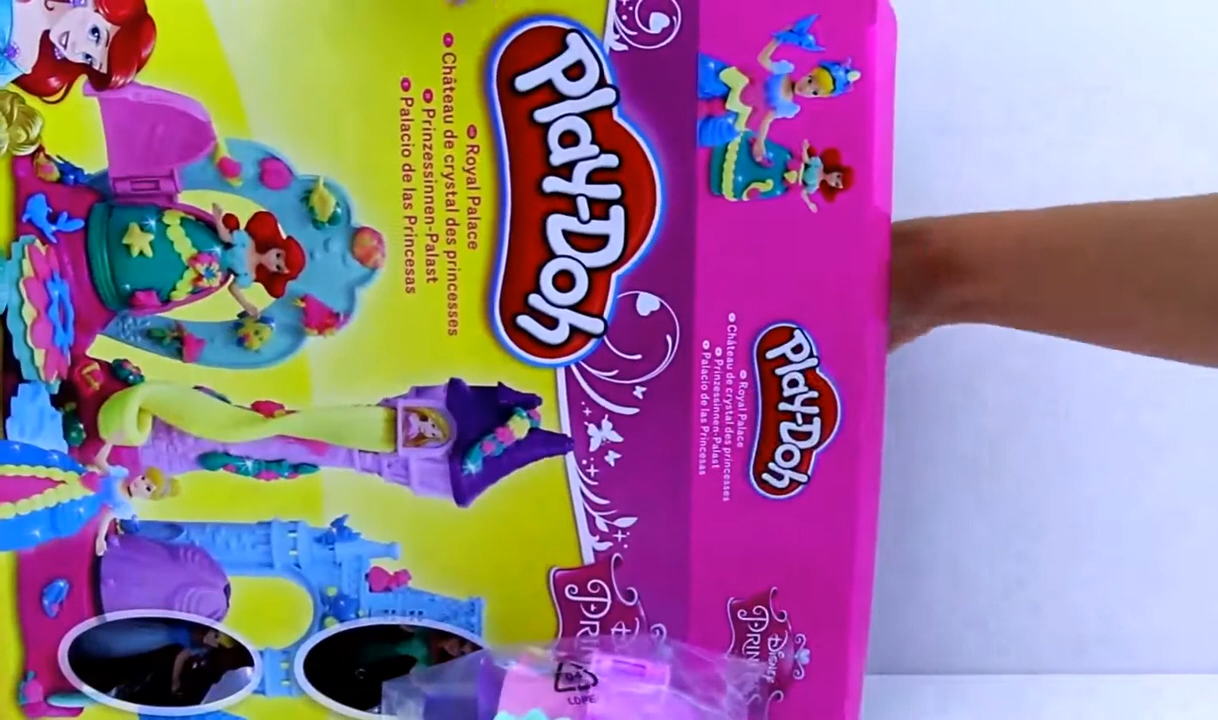 PLAY-DOH
Royal Palace
Château de crystal des princesses
Prinzessinnen-Palast
Palacio de las Princesas
PLAY-DOH
Royal Palace
Château de crystal des princesses
Prinzessinnen-Palast
Palacio de las Princesas
DISNEY
04
LDPE